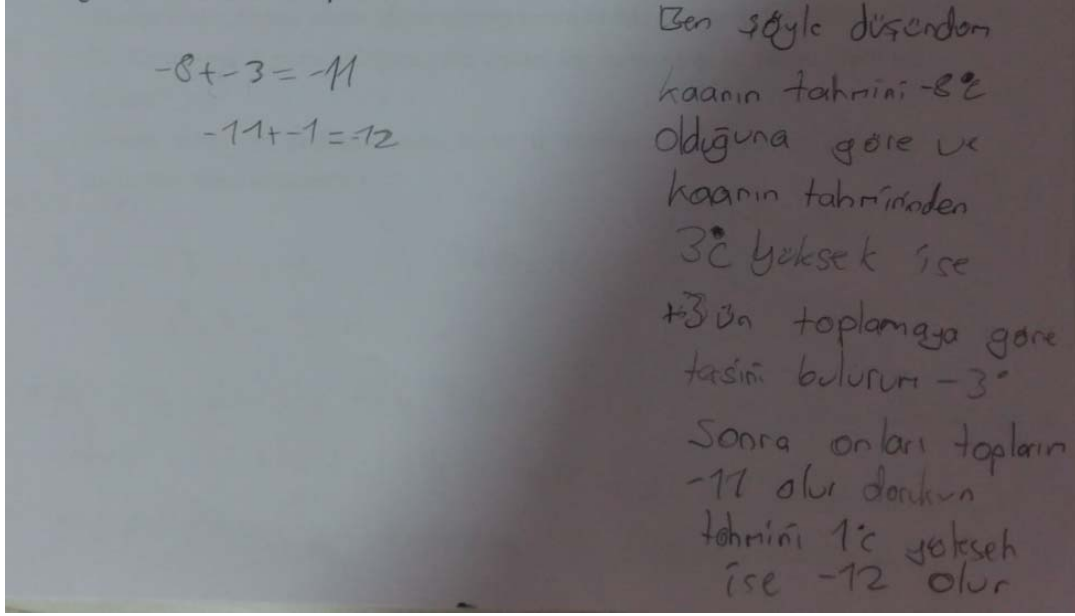 -8+-3=-11
-11+-1=-12
Ben şöyle düşündüm
kaanın tahmini -8°C
olduğuna göre ve
kaanın tahmininden
3°C yüksek ise
+3 ün toplamaya göre
tersini bulurum -3°
Sonra onları toplarım
-11 olur
tahmini 1°C yüksek
ise -12 olur